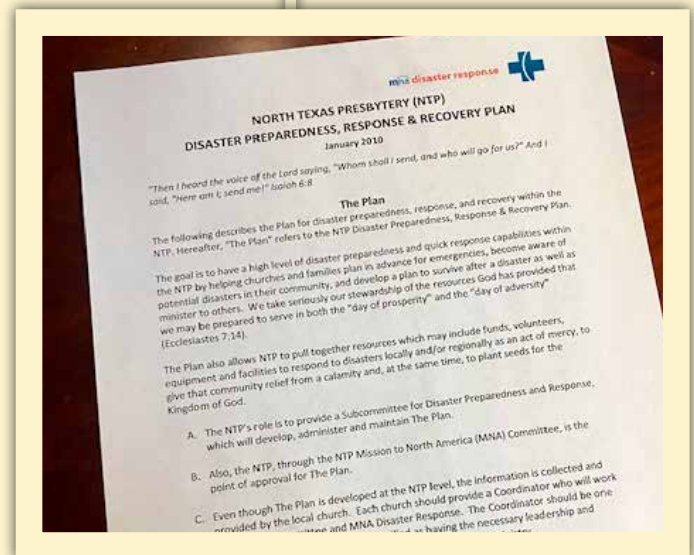 mna disaster response
NORTH TEXAS PRESBYTERY (NTP)
DISASTER PREPAREDNESS, RESPONSE & RECOVERY PLAN
January 2010
"Then I heard the voice of the Lord saying, "Whom shall I send, and who will go for us?" And I
said, "Here am I; send me!" Isaiah 6:8
The Plan
The following describes the Plan for disaster preparedness, response, and recovery within the
NTP. Hereafter, "The Plan" refers to the NTP Disaster Preparedness, Response & Recovery Plan.
The goal is to have a high level of disaster preparedness and quick response capabilities within
the NTP by helping churches and families plan in advance for emergencies, become aware of
potential disasters in their community, and develop a plan to survive after a disaster as well as
minister to others. We take seriously our stewardship of the resources God has provided that
we may be prepared to serve in both the "day of prosperity" and the "day of adversity"
(Ecclesiastes 7:14).
The Plan also allows NTP to pull together resources which may include funds, volunteers,
equipment and facilities to respond to disasters locally and/or regionally as an act of mercy, to
give that community relief from a calamity and, at the same time, to plant seeds for the
Kingdom of God.
A. The NTP's role is to provide a Subcommittee for Disaster Preparedness and Response,
which will develop, administer and maintain The Plan.
B. Also, the NTP, through the NTP Mission to North America (MNA) Committee, is the
point of approval for The Plan.
C. Even though The Plan is developed at the NTP level, the information is collected and
provided by the local church. Each church should provide a Coordinator who will work
and MNA Disaster Response. The Coordinator should be one
as having the necessary leadership and